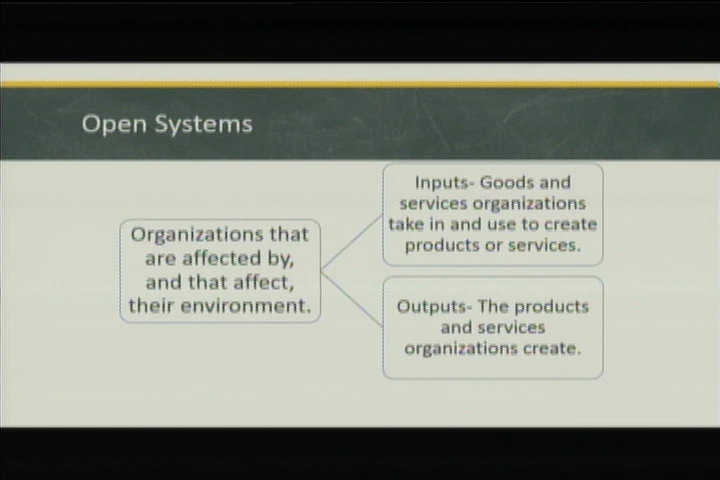 Open Systems
Organizations that
are affected by,
and that affect,
their environment.
Inputs- Goods and
services organizations
take in and use to create
products or services.
Outputs- The products
and services
organizations create.